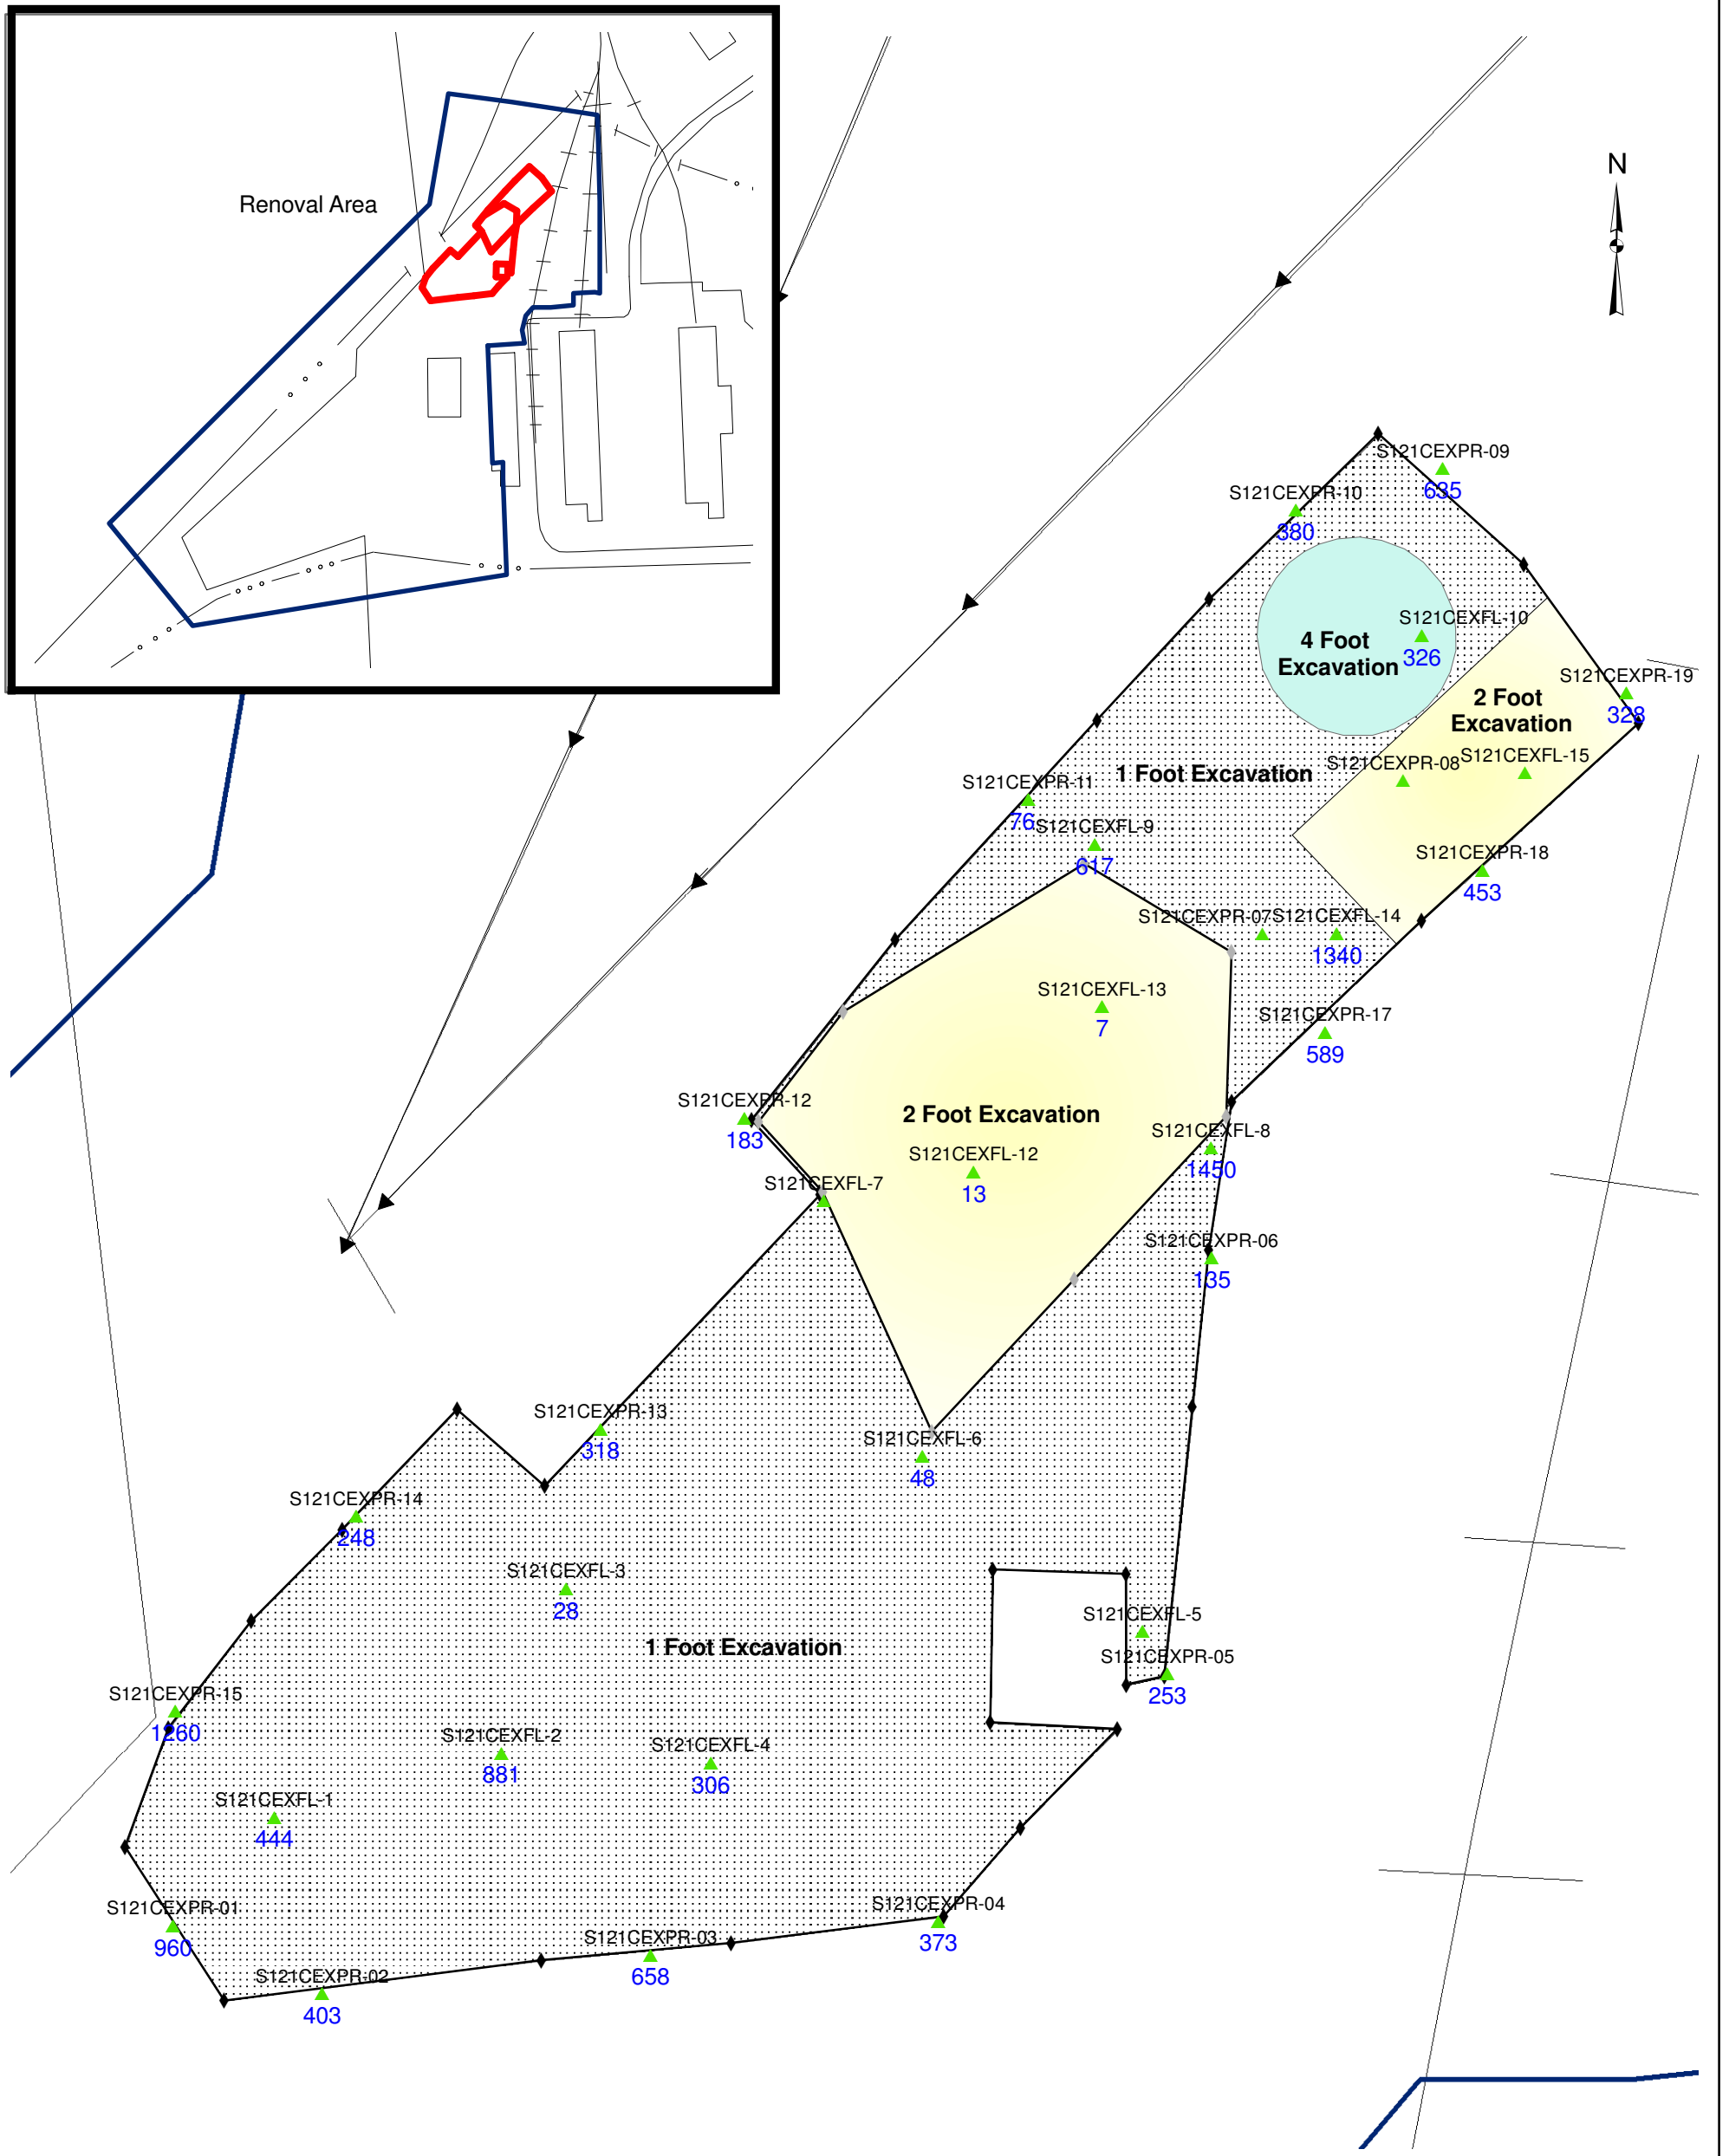 Renoval Area
N
S121CEXPR-09
635
S121CEXPR-10
380
S121CEXFL-10
326
4 Foot
Excavation
S121CEXPR-19
328
2 Foot
Excavation
S121CEXPR-08
S121CEXFL-15
1 Foot Excavation
S121CEXPR-11
76
S121CEXFL-9
617
S121CEXPR-18
453
S121CEXPR-07
S121CEXFL-14
1340
S121CEXFL-13
7
S121CEXPR-17
589
S121CEXPR-12
183
2 Foot Excavation
S121CEXFL-8
1450
S121CEXFL-12
13
S121CEXFL-7
S121CEXPR-06
135
S121CEXPR-13
318
S121CEXFL-6
48
S121CEXPR-14
248
S121CEXFL-3
28
S121CEXFL-5
1 Foot Excavation
S121CEXPR-05
253
S121CEXPR-15
1260
S121CEXFL-2
881
S121CEXFL-4
306
S121CEXFL-1
444
S121CEXPR-01
960
S121CEXPR-04
373
S121CEXPR-03
658
S121CEXPR-02
403